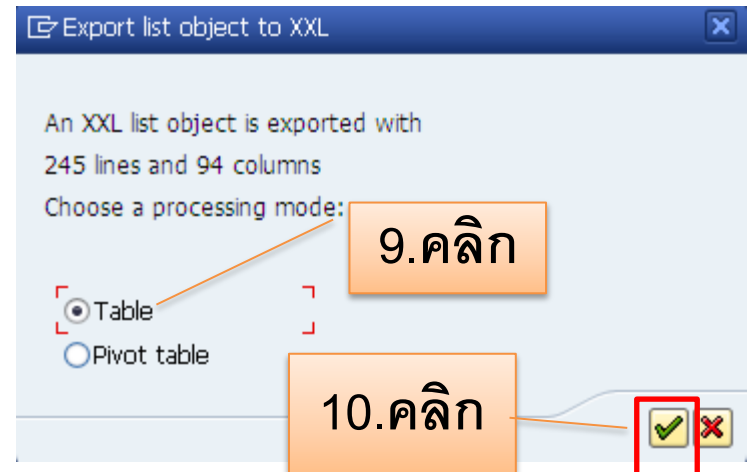 Export list object to XXL
An XXL list object is exported with
245 lines and 94 columns
Choose a processing mode:
9.คลิก
Table
Pivot table
10.คลิก